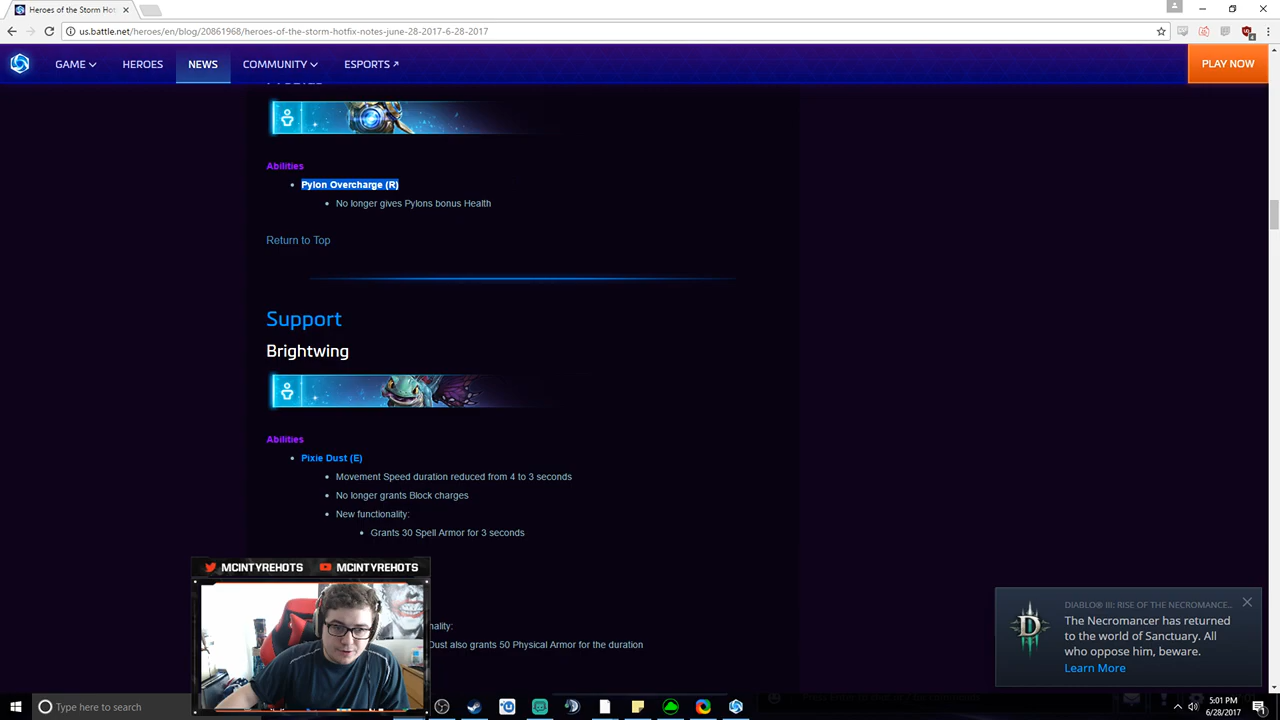 Heroes of the Storm Hot
us.battle.net/heroes/en/blog/20861968/heroes-of-the-storm-hotfix-notes-june-28-2017-6-28-2017
GAME
HEROES
NEWS
COMMUNITY
ESPORTS
PLAY NOW
Abilities
Pylon Overcharge (R)
No longer gives Pylons bonus Health
Return to Top
Support
Brightwing
Abilities
Pixie Dust (E)
Movement Speed duration reduced from 4 to 3 seconds
No longer grants Block charges
New functionality:
Grants 30 Spell Armor for 3 seconds
MCINTYREHOTS MCINTYREHOTS
nality:
Dust also grants 50 Physical Armor for the duration
DIABLO® III: RISE OF THE NECROMANCE...
The Necromancer has returned
to the world of Sanctuary. All
who oppose him, beware.
Learn More
Type here to search
5:01 PM
6/28/2017